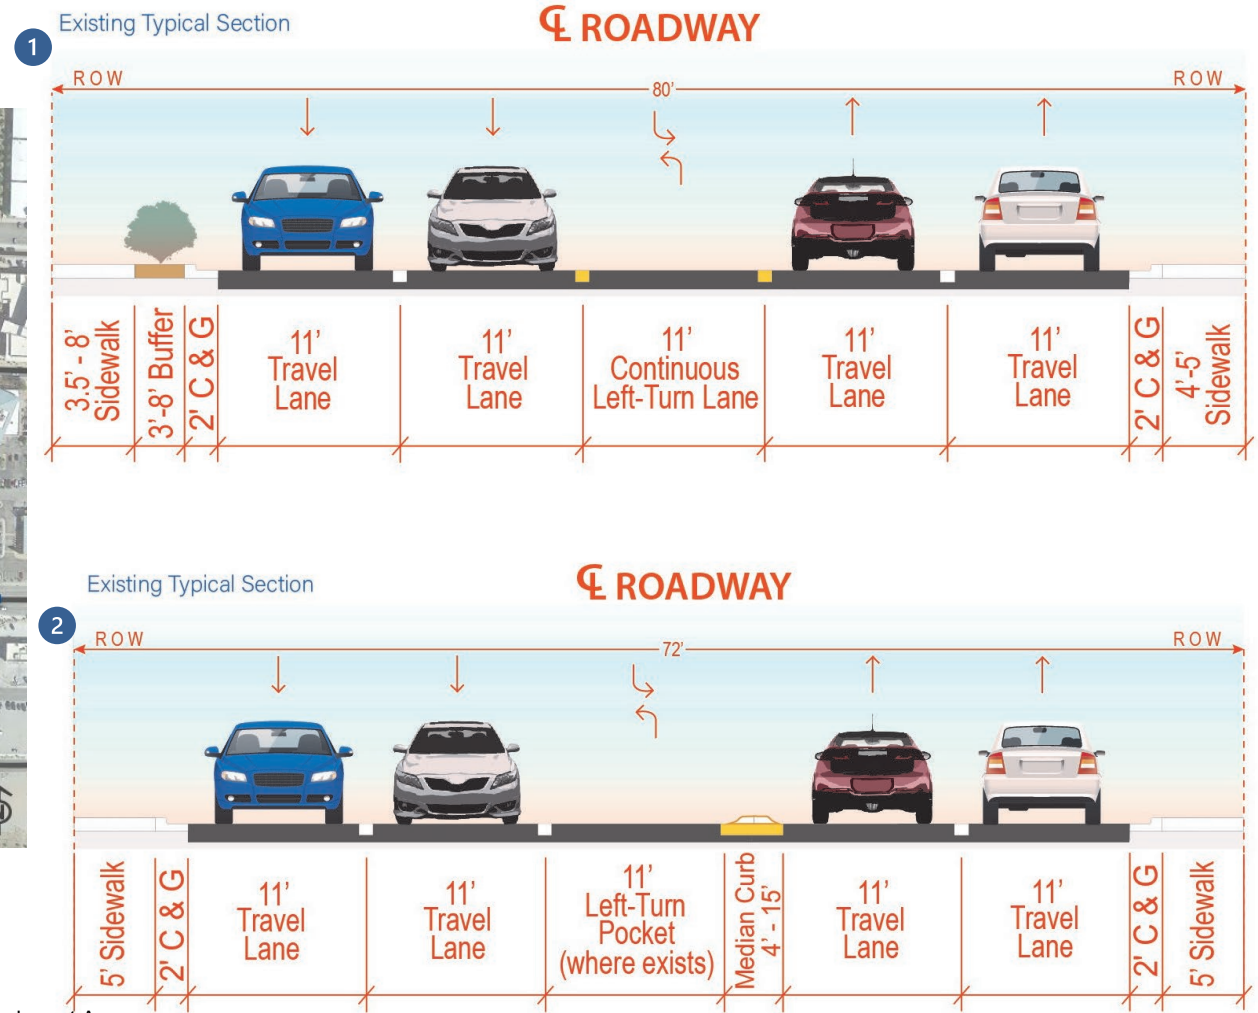 Existing Typical Section
℄ ROADWAY
1
ROW
80'
ROW
3.5' - 8'
Sidewalk
3'-8' Buffer
2' C & G
11'
Travel
Lane
11'
Travel
Lane
11'
Continuous
Left-Turn Lane
11'
Travel
Lane
11'
Travel
Lane
2' C & G
4'-5'
Sidewalk
Existing Typical Section
℄ ROADWAY
2
ROW
72'
ROW
5' Sidewalk
2' C & G
11'
Travel
Lane
11'
Travel
Lane
11'
Left-Turn
Pocket
(where exists)
Median Curb
4' - 15'
11'
Travel
Lane
11'
Travel
Lane
2' C & G
5' Sidewalk